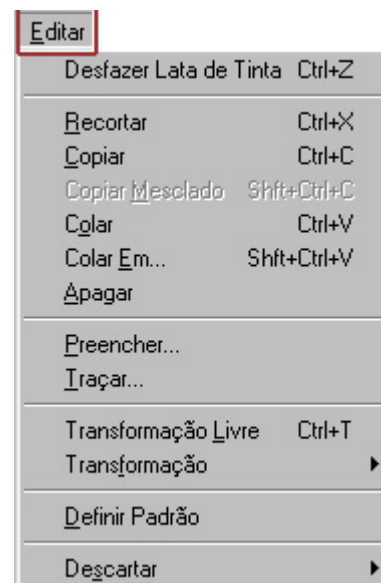 Editar
Desfazer Lata de Tinta Ctrl+Z
Recortar Ctrl+X
Copiar Ctrl+C
Copiar Mesclado Shft+Ctrl+C
Colar Ctrl+V
Colar Em... Shft+Ctrl+V
Apagar
Preencher...
Traçar...
Transformação Livre Ctrl+T
Transformação
Definir Padrão
Descartar